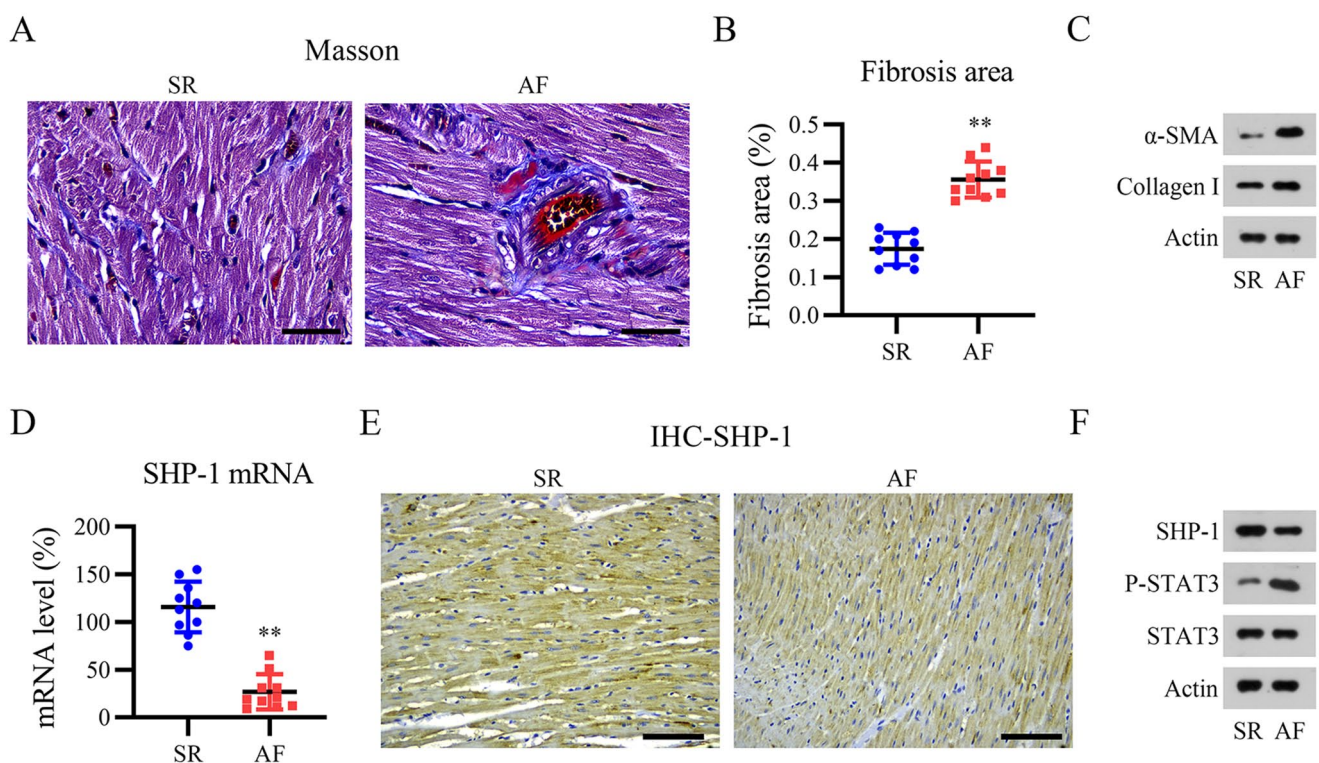 A
Masson
SR
AF
B
Fibrosis area
**
Fibrosis area (%)
0.5
0.4
0.3
0.2
0.1
0.0
SR
AF
C
α-SMA
Collagen I
Actin
SR AF
D
SHP-1 mRNA
mRNA level (%)
200
150
100
50
0
**
SR
AF
E
IHC-SHP-1
SR
AF
F
SHP-1
P-STAT3
STAT3
Actin
SR AF